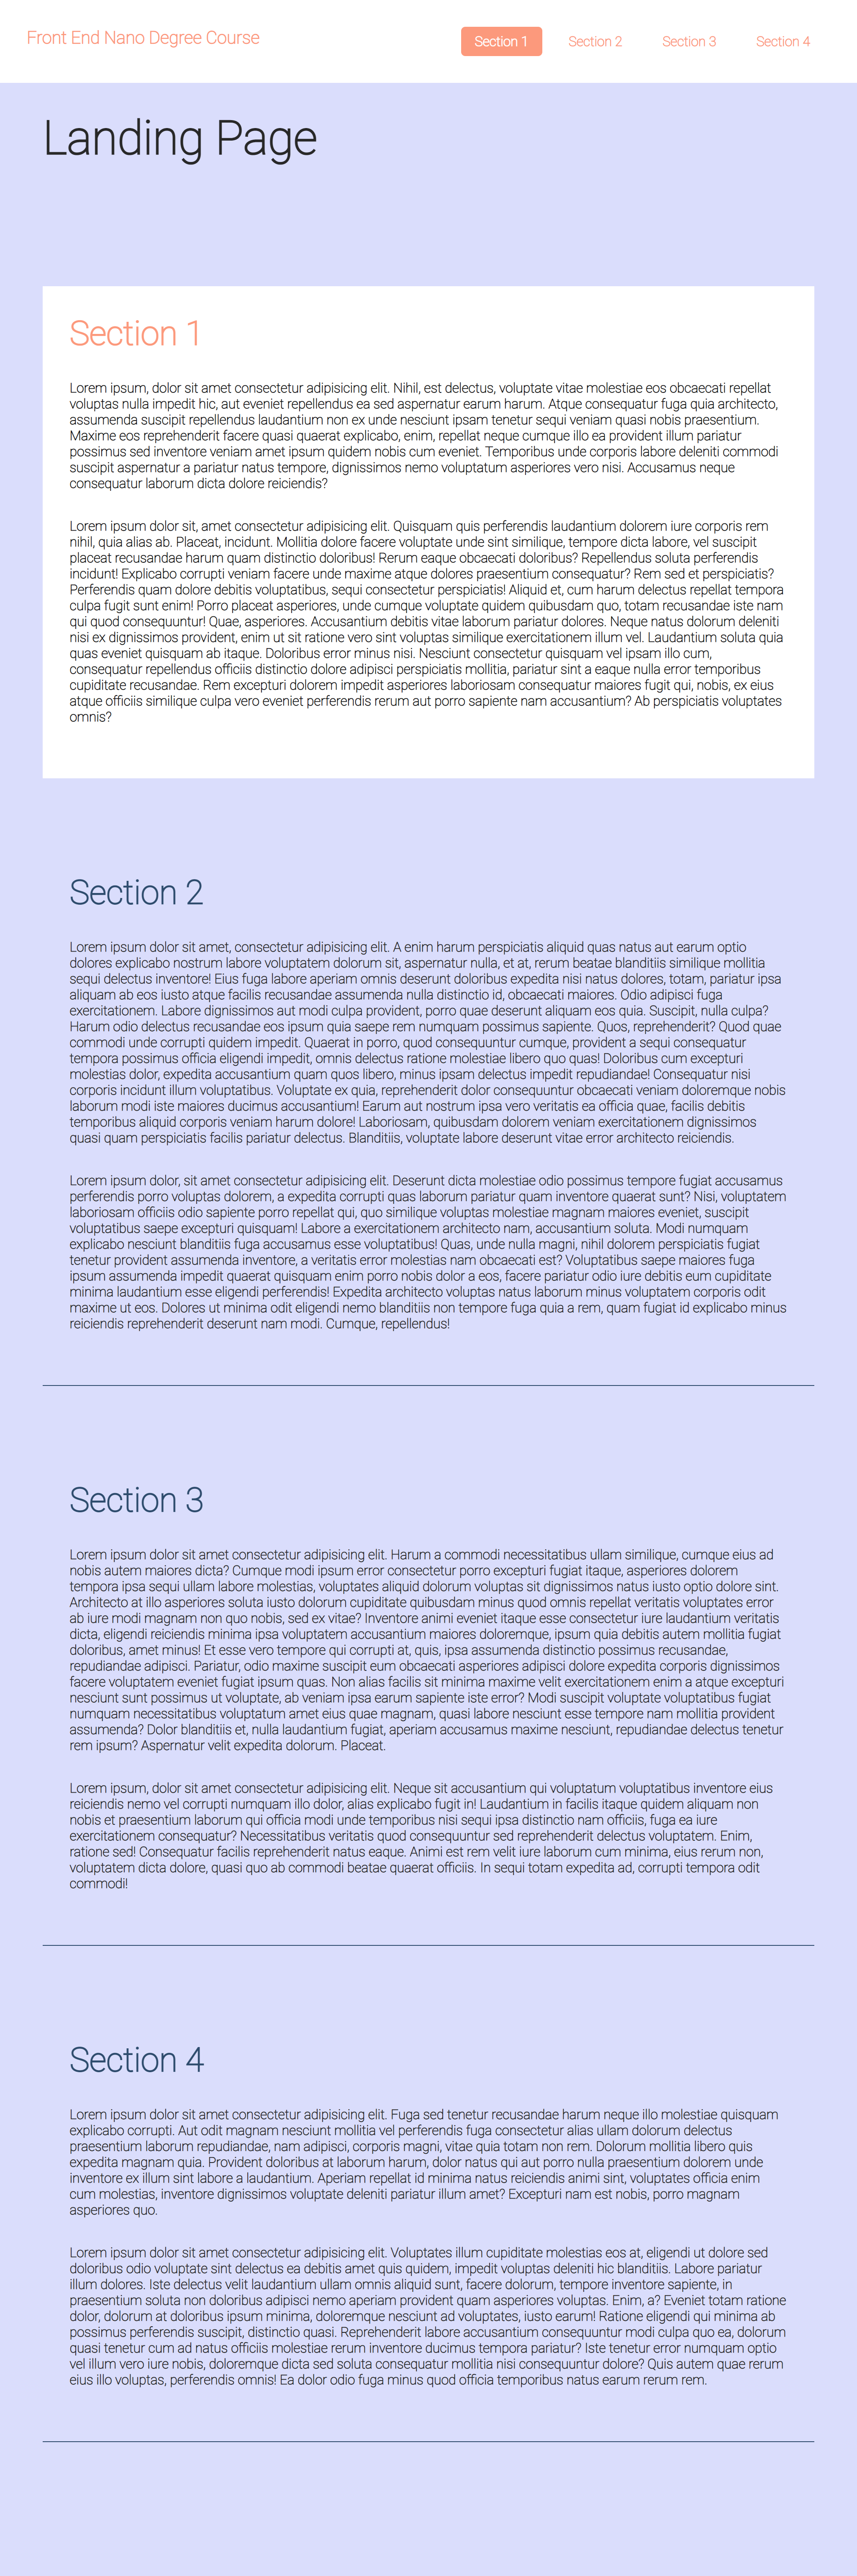 Front End Nano Degree Course
Section 1
Section 2
Section 3
Section 4
Landing Page
Section 1
Lorem ipsum, dolor sit amet consectetur adipisicing elit. Nihil, est delectus, voluptate vitae molestiae eos obcaecati repellat
voluptas nulla impedit hic, aut eveniet repellendus ea sed aspernatur earum harum. Atque consequatur fuga quia architecto,
assumenda suscipit repellendus laudantium non ex unde nesciunt ipsam tenetur sequi veniam quasi nobis praesentium.
Maxime eos reprehenderit facere quasi quaerat explicabo, enim, repellat neque cumque illo ea provident illum pariatur
possimus sed inventore veniam amet ipsum quidem nobis cum eveniet. Temporibus unde corporis labore deleniti commodi
suscipit aspernatur a pariatur natus tempore, dignissimos nemo voluptatum asperiores vero nisi. Accusamus neque
consequatur laborum dicta dolore reiciendis?
Lorem ipsum dolor sit, amet consectetur adipisicing elit. Quisquam quis perferendis laudantium dolorem iure corporis rem
nihil, quia alias ab. Placeat, incidunt. Mollitia dolore facere voluptate unde sint similique, tempore dicta labore, vel suscipit
placeat recusandae harum quam distinctio doloribus! Rerum eaque obcaecati doloribus? Repellendus soluta perferendis
incidunt! Explicabo corrupti veniam facere unde maxime atque dolores praesentium consequatur? Rem sed et perspiciatis?
Perferendis quam dolore debitis voluptatibus, sequi consectetur perspiciatis! Aliquid et, cum harum delectus repellat tempora
culpa fugit sunt enim! Porro placeat asperiores, unde cumque voluptate quidem quibusdam quo, totam recusandae iste nam
qui quod consequuntur! Quae, asperiores. Accusantium debitis vitae laborum pariatur dolores. Neque natus dolorum deleniti
nisi ex dignissimos provident, enim ut sit ratione vero sint voluptas similique exercitationem illum vel. Laudantium soluta quia
quas eveniet quisquam ab itaque. Doloribus error minus nisi. Nesciunt consectetur quisquam vel ipsam illo cum,
consequatur repellendus officiis distinctio dolore adipisci perspiciatis mollitia, pariatur sint a eaque nulla error temporibus
cupiditate recusandae. Rem excepturi dolorem impedit asperiores laboriosam consequatur maiores fugit qui, nobis, ex eius
atque officiis similique culpa vero eveniet perferendis rerum aut porro sapiente nam accusantium? Ab perspiciatis voluptates
omnis?
Section 2
Lorem ipsum dolor sit amet, consectetur adipisicing elit. A enim harum perspiciatis aliquid quas natus aut earum optio
dolores explicabo nostrum labore voluptatem dolorum sit, aspernatur nulla, et at, rerum beatae blanditiis similique mollitia
sequi delectus inventore! Eius fuga labore aperiam omnis deserunt doloribus expedita nisi natus dolores, totam, pariatur ipsa
aliquam ab eos iusto atque facilis recusandae assumenda nulla distinctio id, obcaecati maiores. Odio adipisci fuga
exercitationem. Labore dignissimos aut modi culpa provident, porro quae deserunt aliquam eos quia. Suscipit, nulla culpa?
Harum odio delectus recusandae eos ipsum quia saepe rem numquam possimus sapiente. Quos, reprehenderit? Quod quae
commodi unde corrupti quidem impedit. Quaerat in porro, quod consequuntur cumque, provident a sequi consequatur
tempora possimus officia eligendi impedit, omnis delectus ratione molestiae libero quo quas! Doloribus cum excepturi
molestias dolor, expedita accusantium quam quos libero, minus ipsam delectus impedit repudiandae! Consequatur nisi
corporis incidunt illum voluptatibus. Voluptate ex quia, reprehenderit dolor consequuntur obcaecati veniam doloremque nobis
laborum modi iste maiores ducimus accusantium! Earum aut nostrum ipsa vero veritatis ea officia quae, facilis debitis
temporibus aliquid corporis veniam harum dolore! Laboriosam, quibusdam dolorem veniam exercitationem dignissimos
quasi quam perspiciatis facilis pariatur delectus. Blanditiis, voluptate labore deserunt vitae error architecto reiciendis.
Lorem ipsum dolor, sit amet consectetur adipisicing elit. Deserunt dicta molestiae odio possimus tempore fugiat accusamus
perferendis porro voluptas dolorem, a expedita corrupti quas laborum pariatur quam inventore quaerat sunt? Nisi, voluptatem
laboriosam officiis odio sapiente porro repellat qui, quo similique voluptas molestiae magnam maiores eveniet, suscipit
voluptatibus saepe excepturi quisquam! Labore a exercitationem architecto nam, accusantium soluta. Modi numquam
explicabo nesciunt blanditiis fuga accusamus esse voluptatibus! Quas, unde nulla magni, nihil dolorem perspiciatis fugiat
tenetur provident assumenda inventore, a veritatis error molestias nam obcaecati est? Voluptatibus saepe maiores fuga
ipsum assumenda impedit quaerat quisquam enim porro nobis dolor a eos, facere pariatur odio iure debitis eum cupiditate
minima laudantium esse eligendi perferendis! Expedita architecto voluptas natus laborum minus voluptatem corporis odit
maxime ut eos. Dolores ut minima odit eligendi nemo blanditiis non tempore fuga quia a rem, quam fugiat id explicabo minus
reiciendis reprehenderit deserunt nam modi. Cumque, repellendus!
Section 3
Lorem ipsum dolor sit amet consectetur adipisicing elit. Harum a commodi necessitatibus ullam similique, cumque eius ad
nobis autem maiores dicta? Cumque modi ipsum error consectetur porro excepturi fugiat itaque, asperiores dolorem
tempora ipsa sequi ullam labore molestias, voluptates aliquid dolorum voluptas sit dignissimos natus iusto optio dolore sint.
Architecto at illo asperiores soluta iusto dolorum cupiditate quibusdam minus quod omnis repellat veritatis voluptates error
ab iure modi magnam non quo nobis, sed ex vitae? Inventore animi eveniet itaque esse consectetur iure laudantium veritatis
dicta, eligendi reiciendis minima ipsa voluptatem accusantium maiores doloremque, ipsum quia debitis autem mollitia fugiat
doloribus, amet minus! Et esse vero tempore qui corrupti at, quis, ipsa assumenda distinctio possimus recusandae,
repudiandae adipisci. Pariatur, odio maxime suscipit eum obcaecati asperiores adipisci dolore expedita corporis dignissimos
facere voluptatem eveniet fugiat ipsum quas. Non alias facilis sit minima maxime velit exercitationem enim a atque excepturi
nesciunt sunt possimus ut voluptate, ab veniam ipsa earum sapiente iste error? Modi suscipit voluptate voluptatibus fugiat
numquam necessitatibus voluptatum amet eius quae magnam, quasi labore nesciunt esse tempore nam mollitia provident
assumenda? Dolor blanditiis et, nulla laudantium fugiat, aperiam accusamus maxime nesciunt, repudiandae delectus tenetur
rem ipsum? Aspernatur velit expedita dolorum. Placeat.
Lorem ipsum, dolor sit amet consectetur adipisicing elit. Neque sit accusantium qui voluptatum voluptatibus inventore eius
reiciendis nemo vel corrupti numquam illo dolor, alias explicabo fugit in! Laudantium in facilis itaque quidem aliquam non
nobis et praesentium laborum qui officia modi unde temporibus nisi sequi ipsa distinctio nam officiis, fuga ea iure
exercitationem consequatur? Necessitatibus veritatis quod consequuntur sed reprehenderit delectus voluptatem. Enim,
ratione sed! Consequatur facilis reprehenderit natus eaque. Animi est rem velit iure laborum cum minima, eius rerum non,
voluptatem dicta dolore, quasi quo ab commodi beatae quaerat officiis. In sequi totam expedita ad, corrupti tempora odit
commodi!
Section 4
Lorem ipsum dolor sit amet consectetur adipisicing elit. Fuga sed tenetur recusandae harum neque illo molestiae quisquam
explicabo corrupti. Aut odit magnam nesciunt mollitia vel perferendis fuga consectetur alias ullam dolorum delectus
praesentium laborum repudiandae, nam adipisci, corporis magni, vitae quia totam non rem. Dolorum mollitia libero quis
expedita magnam quia. Provident doloribus at laborum harum, dolor natus qui aut porro nulla praesentium dolorem unde
inventore ex illum sint labore a laudantium. Aperiam repellat id minima natus reiciendis animi sint, voluptates officia enim
cum molestias, inventore dignissimos voluptate deleniti pariatur illum amet? Excepturi nam est nobis, porro magnam
asperiores quo.
Lorem ipsum dolor sit amet consectetur adipisicing elit. Voluptates illum cupiditate molestias eos at, eligendi ut dolore sed
doloribus odio voluptate sint delectus ea debitis amet quis quidem, impedit voluptas deleniti hic blanditiis. Labore pariatur
illum dolores. Iste delectus velit laudantium ullam omnis aliquid sunt, facere dolorum, tempore inventore sapiente, in
praesentium soluta non doloribus adipisci nemo aperiam provident quam asperiores voluptas. Enim, a? Eveniet totam ratione
dolor, dolorum at doloribus ipsum minima, doloremque nesciunt ad voluptates, iusto earum! Ratione eligendi qui minima ab
possimus perferendis suscipit, distinctio quasi. Reprehenderit labore accusantium consequuntur modi culpa quo ea, dolorum
quasi tenetur cum ad natus officiis molestiae rerum inventore ducimus tempora pariatur? Iste tenetur error numquam optio
vel illum vero iure nobis, doloremque dicta sed soluta consequatur mollitia nisi consequuntur dolore? Quis autem quae rerum
eius illo voluptas, perferendis omnis! Ea dolor odio fuga minus quod officia temporibus natus earum rerum rem.